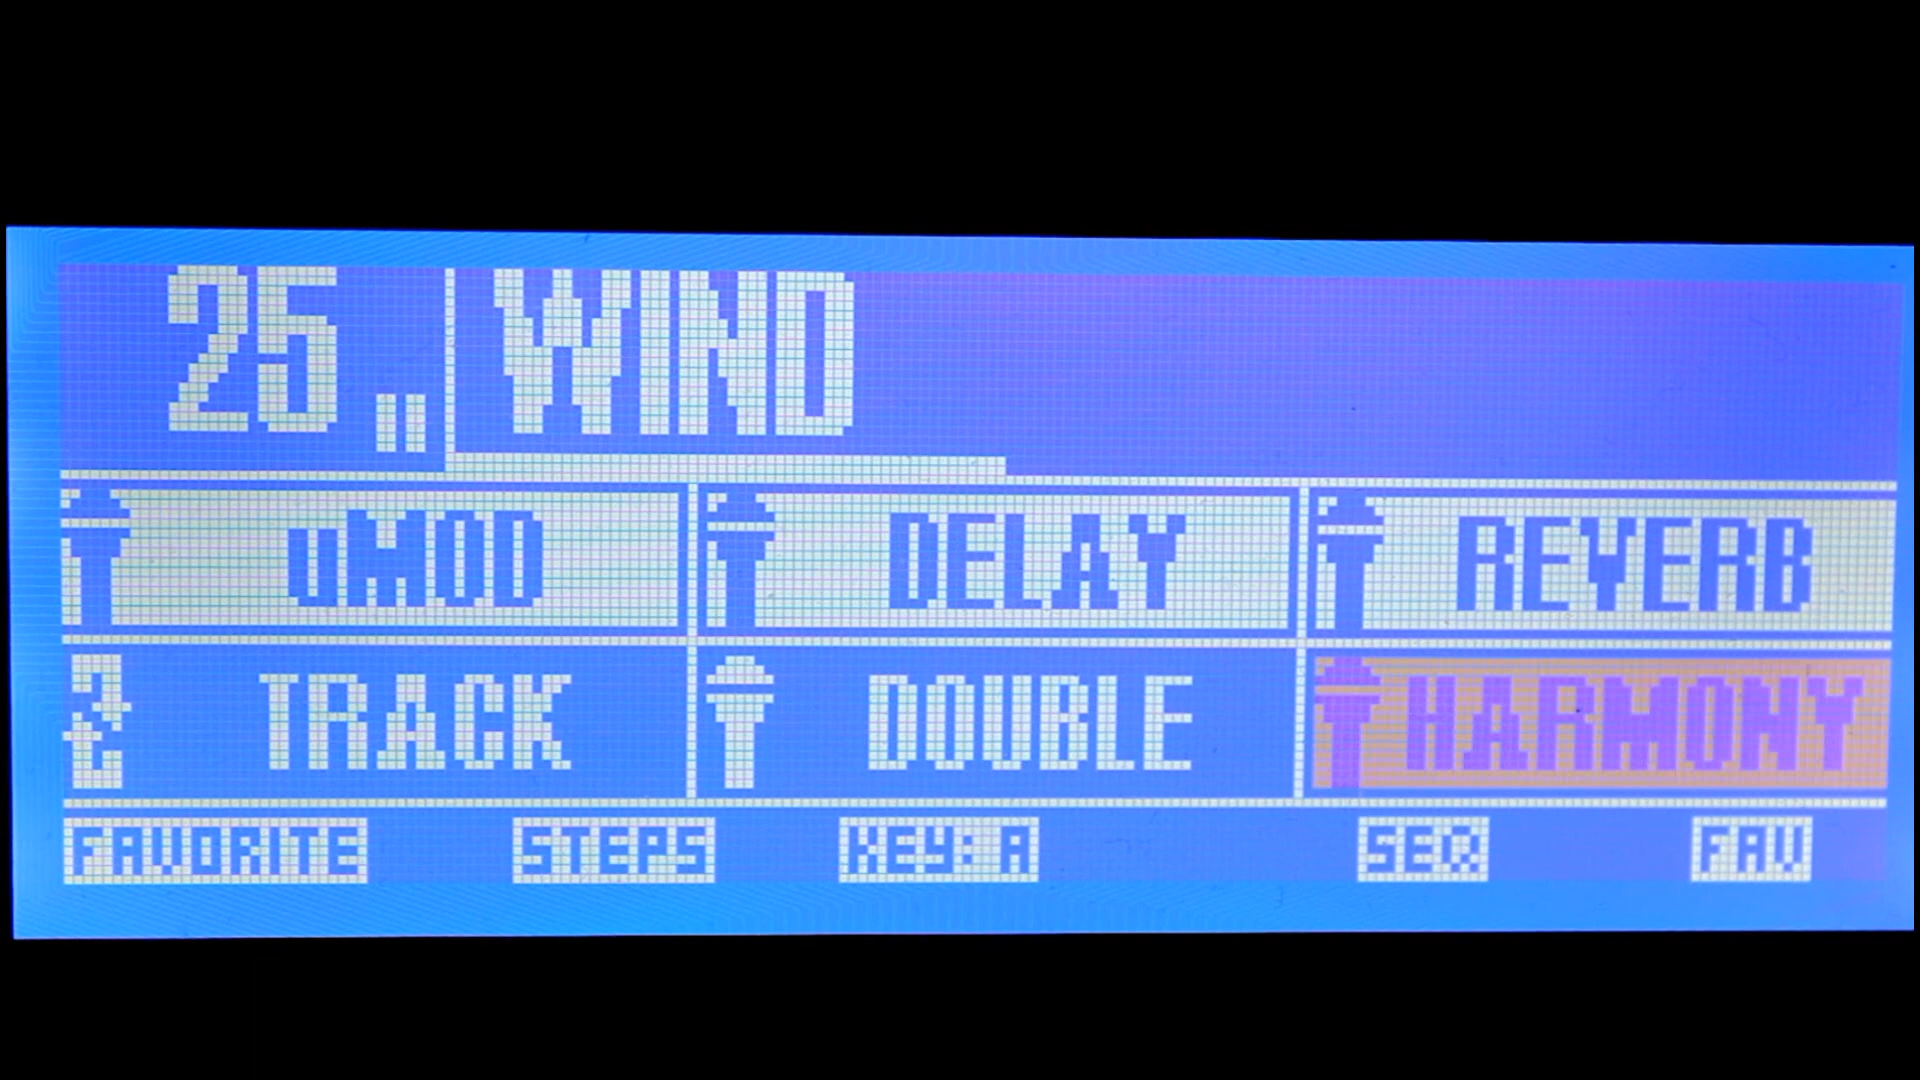 25 WIND
uMOD DELAY REVERB
TRACK DOUBLE HARMONY
FAVORITE STEPS KEY: A SEQ FAV